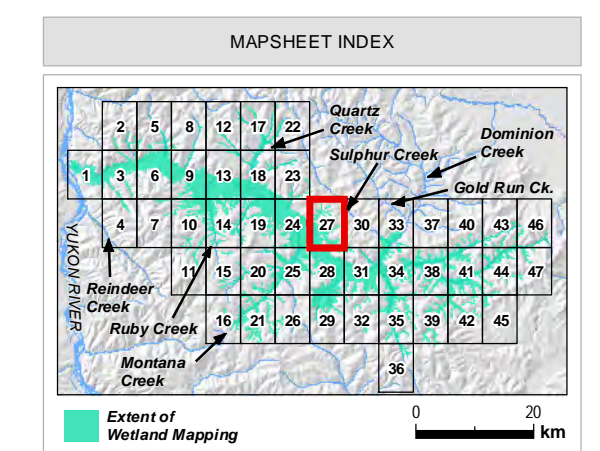 MAPSHEET INDEX
2 5 8 12 17 22
Quartz
Creek
Dominion
Creek
Sulphur Creek
1 3 6 9 13 18 23
Gold Run Ck.
4 7 10 14 19 24 27 30 33 37 40 43 46
YUKON RIVER
11 15 20 25 28 31 34 38 41 44 47
Reindeer
Creek
Ruby Creek
16 21 26 29 32 35 39 42 45
Montana
Creek
36
Extent of
Wetland Mapping
0 20
km